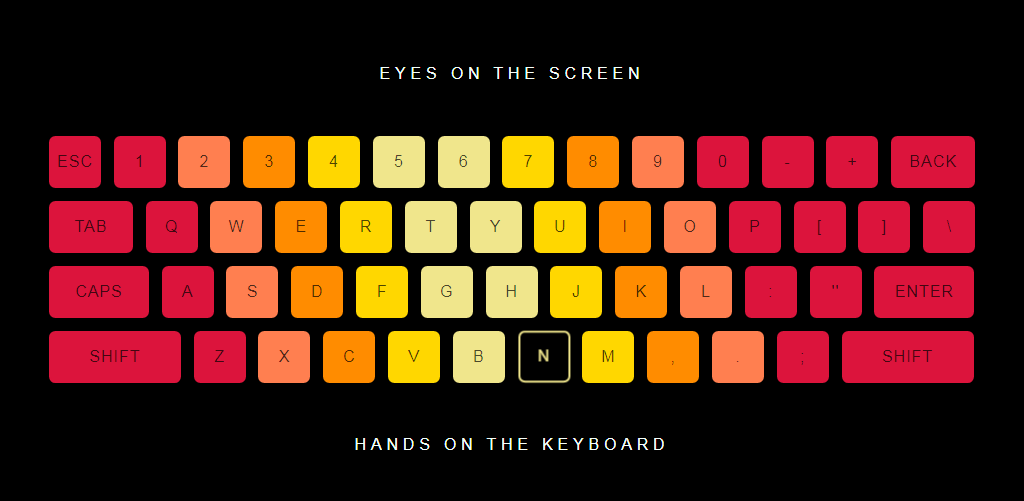 EYES ON THE SCREEN
ESC 1 2 3 4 5 6 7 8 9 0 - + BACK
TAB Q W E R T Y U I O P [ ] \
CAPS A S D F G H J K L : " ENTER
SHIFT Z X C V B N M , . ; SHIFT
HANDS ON THE KEYBOARD